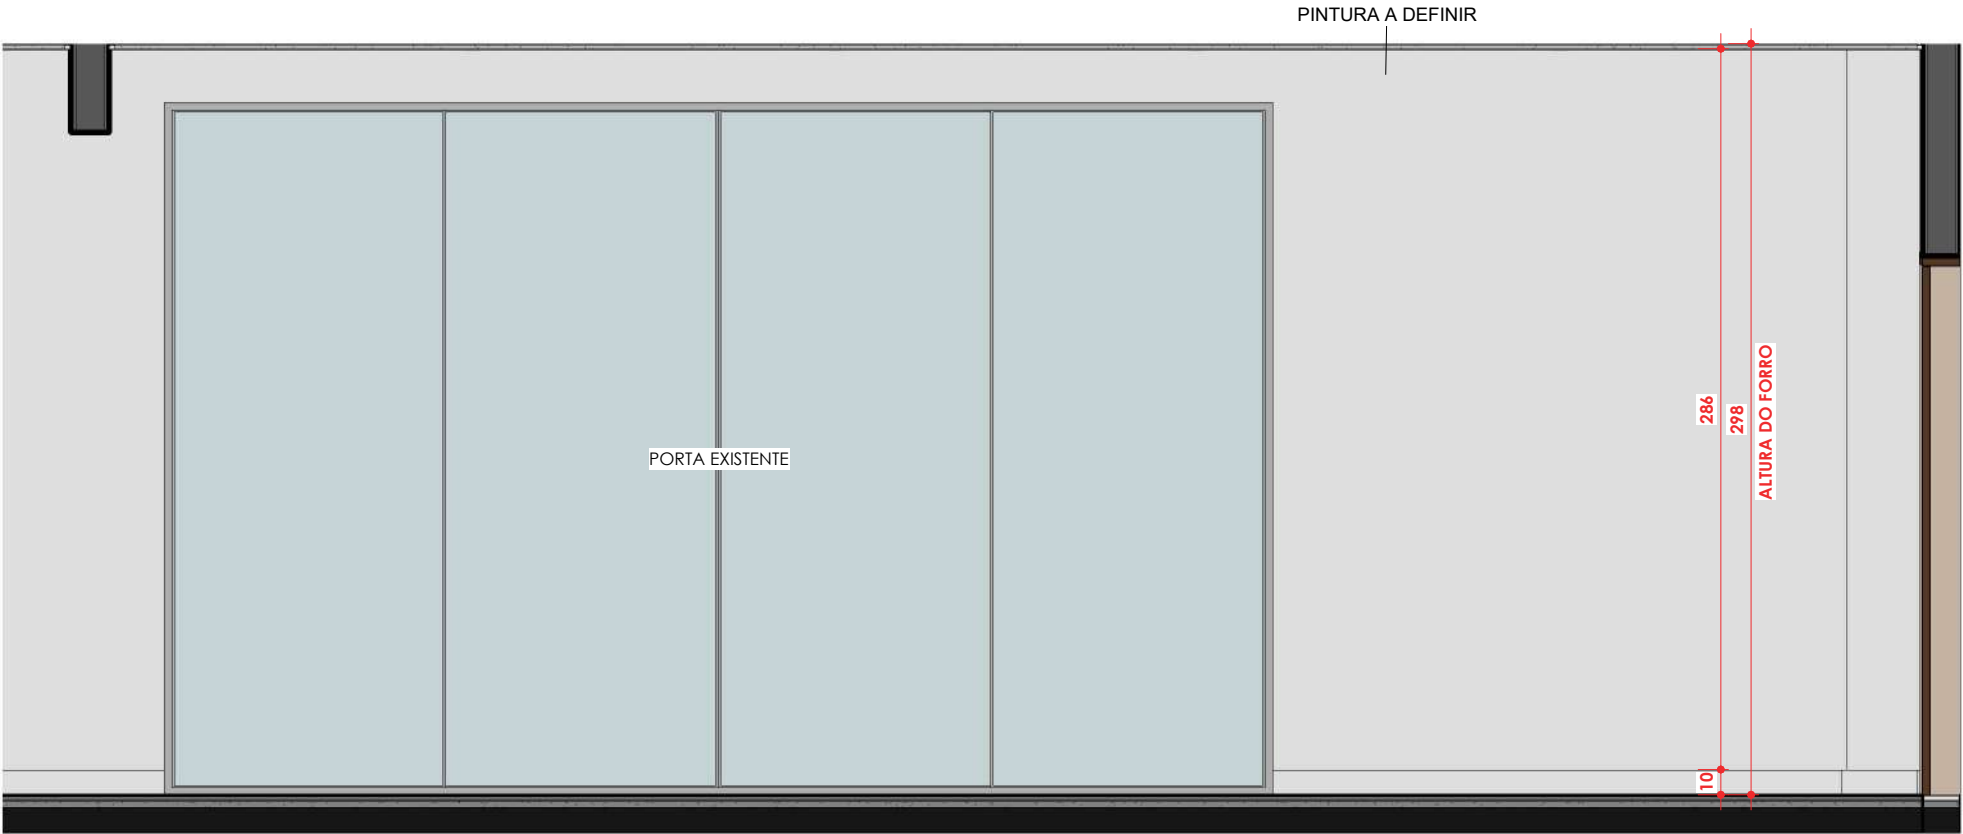 PINTURA A DEFINIR
PORTA EXISTENTE
286
298
ALTURA DO FORRO
10